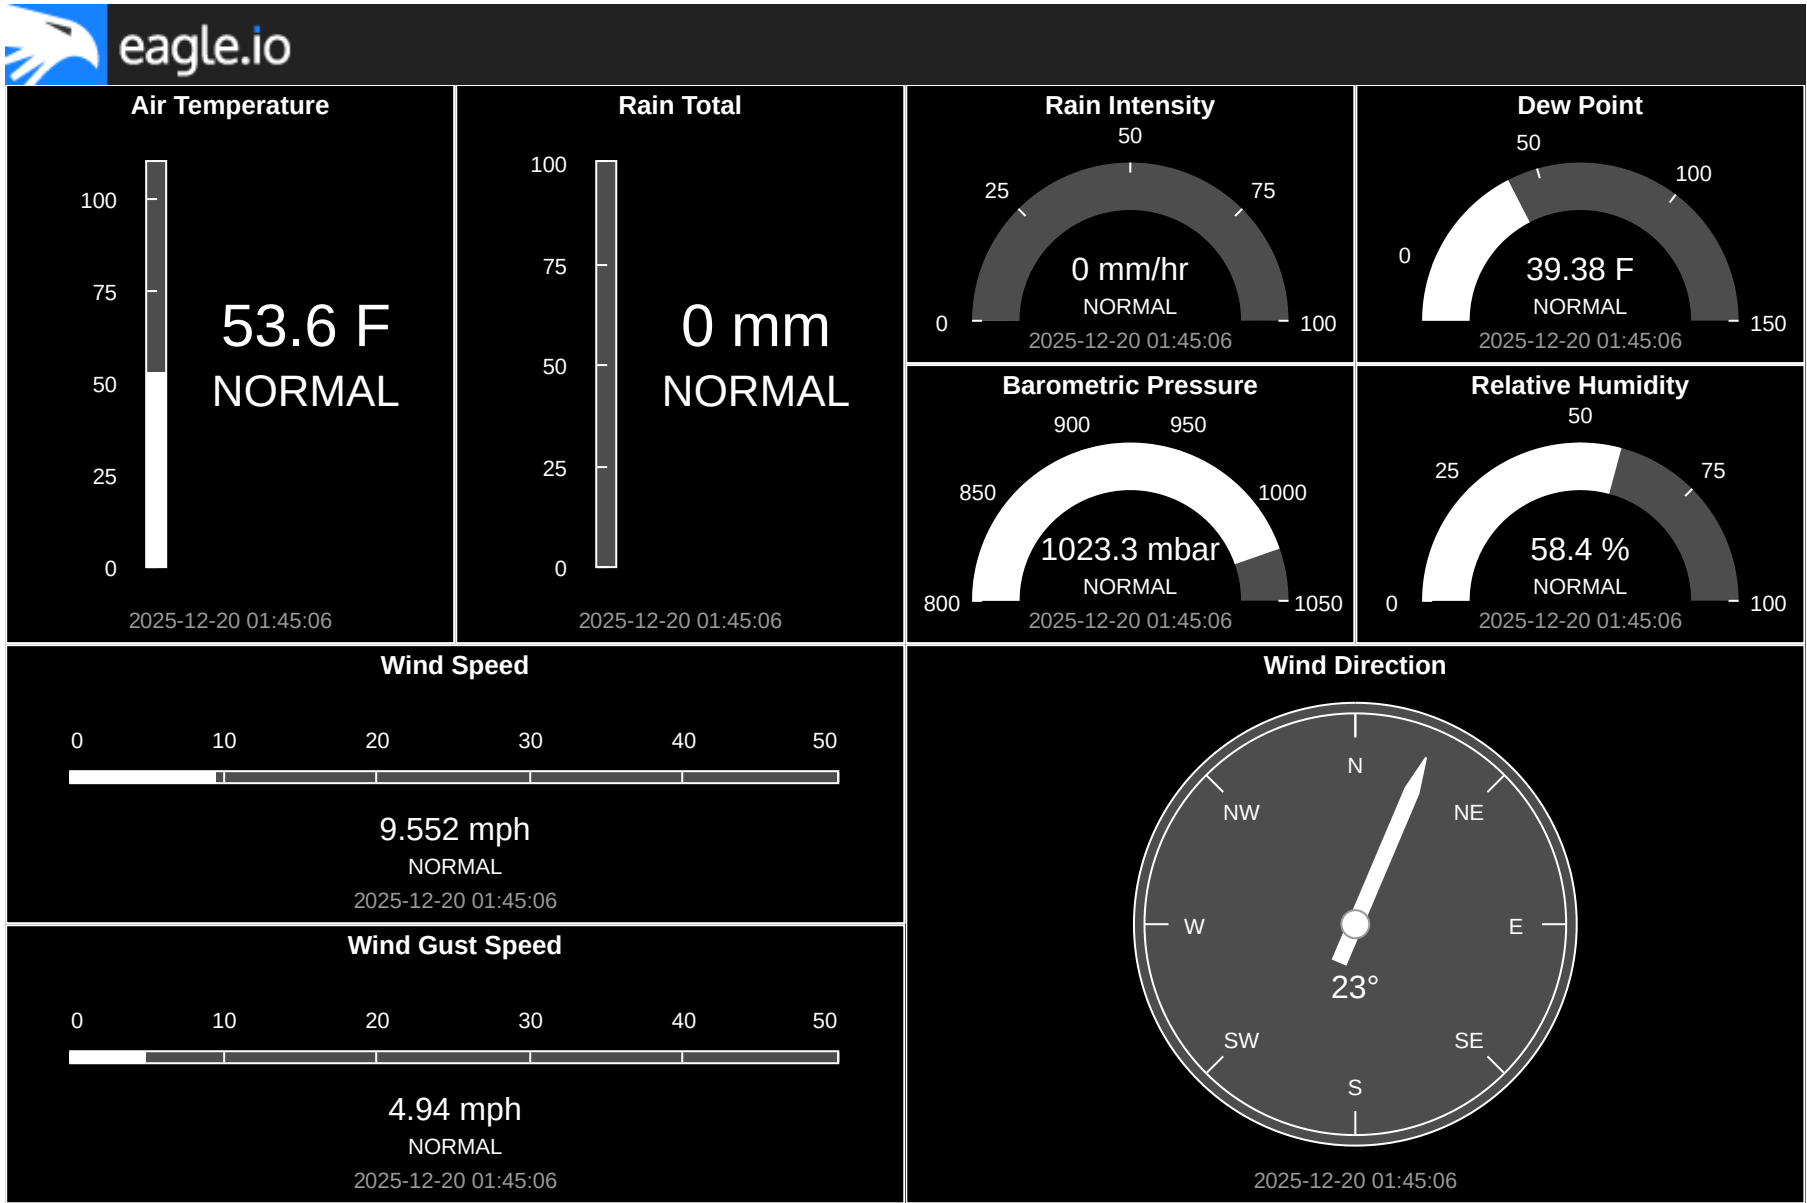 eagle.io
Air Temperature
100
75
50
25
0
53.6 F
NORMAL
2025-12-20 01:45:06
Rain Total
100
75
50
25
0
0 mm
NORMAL
2025-12-20 01:45:06
Rain Intensity
0
25
50
75
100
0 mm/hr
NORMAL
2025-12-20 01:45:06
Dew Point
0
50
100
150
39.38 F
NORMAL
2025-12-20 01:45:06
Barometric Pressure
800
850
900
950
1000
1050
1023.3 mbar
NORMAL
2025-12-20 01:45:06
Relative Humidity
0
25
50
75
100
58.4 %
NORMAL
2025-12-20 01:45:06
Wind Speed
0 10 20 30 40 50
9.552 mph
NORMAL
2025-12-20 01:45:06
Wind Gust Speed
0 10 20 30 40 50
4.94 mph
NORMAL
2025-12-20 01:45:06
Wind Direction
N
NW NE
W E
23°
SW SE
S
2025-12-20 01:45:06